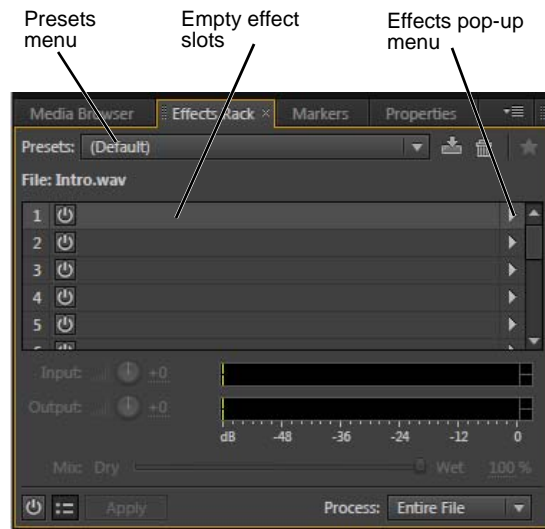 Presets menu
Empty effect slots
Effects pop-up menu
Media Browser Effects Rack × Markers Properties
Presets: (Default)
File: Intro.wav
1
2
3
4
5
Input: +0
Output: +0
dB -48 -36 -24 -12 0
Mix: Dry Wet 100 %
Apply Process: Entire File